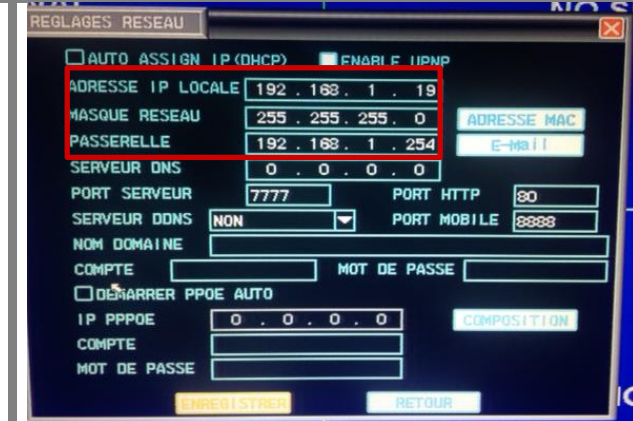 REGLAGES RESEAU
AUTO ASSIGN IP(DHCP) ENABLE UPNP
ADRESSE IP LOCALE 192 . 168. 1 . 19
MASQUE RESEAU 255 . 255. 255. 0 ADRESSE MAC
PASSERELLE 192 . 168. 1 . 254 E-Mail
SERVEUR DNS 0 . 0 . 0 . 0
PORT SERVEUR 7777 PORT HTTP 80
SERVEUR DDNS NON PORT MOBILE 8888
NOM DOMAINE
COMPTE MOT DE PASSE
DEMARRER PPOE AUTO
IP PPPOE 0 . 0 . 0 . 0 COMPOSITION
COMPTE
MOT DE PASSE
ENREGISTRER RETOUR